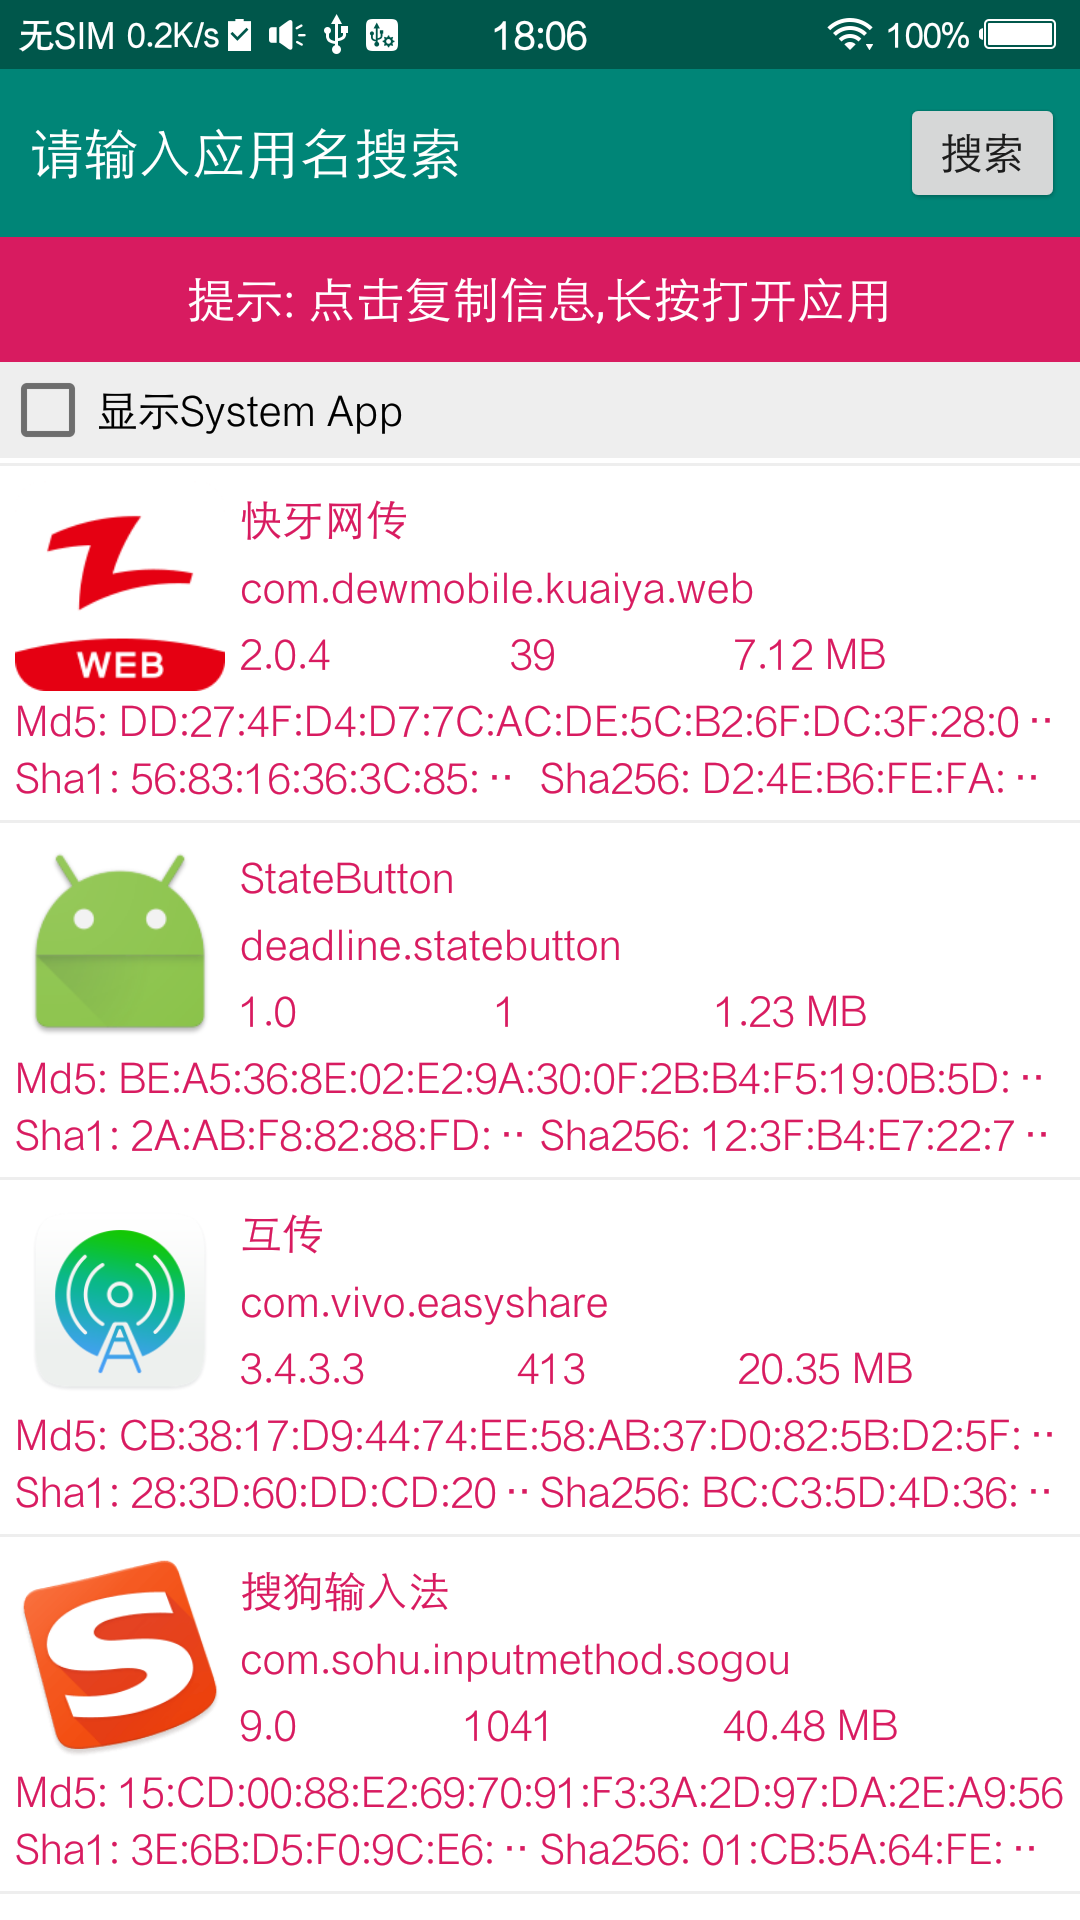 无SIM 0.2K/s 18:06 100%
请输入应用名搜索 搜索
提示: 点击复制信息,长按打开应用
显示System App
快牙网传
com.dewmobile.kuaiya.web
WEB
2.0.4 39 7.12 MB
Md5: DD:27:4F:D4:D7:7C:AC:DE:5C:B2:6F:DC:3F:28:0 ··
Sha1: 56:83:16:36:3C:85: ·· Sha256: D2:4E:B6:FE:FA: ··
StateButton
deadline.statebutton
1.0 1 1.23 MB
Md5: BE:A5:36:8E:02:E2:9A:30:0F:2B:B4:F5:19:0B:5D: ··
Sha1: 2A:AB:F8:82:88:FD: ·· Sha256: 12:3F:B4:E7:22:7 ··
互传
com.vivo.easyshare
3.4.3.3 413 20.35 MB
Md5: CB:38:17:D9:44:74:EE:58:AB:37:D0:82:5B:D2:5F: ··
Sha1: 28:3D:60:DD:CD:20 ·· Sha256: BC:C3:5D:4D:36: ··
搜狗输入法
com.sohu.inputmethod.sogou
9.0 1041 40.48 MB
Md5: 15:CD:00:88:E2:69:70:91:F3:3A:2D:97:DA:2E:A9:56
Sha1: 3E:6B:D5:F0:9C:E6: ·· Sha256: 01:CB:5A:64:FE: ··